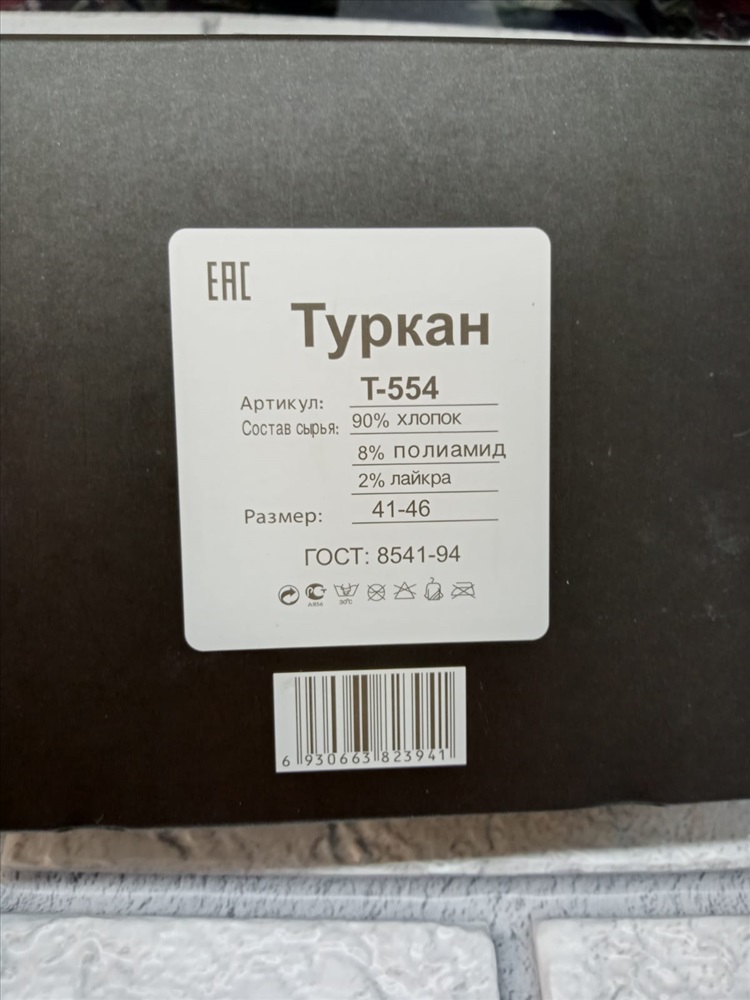 ЕАС
Туркан
Артикул: Т-554
Состав сырья: 90% хлопок
8% полиамид
2% лайкра
Размер: 41-46
ГОСТ: 8541-94
30°C
6 930663 823941